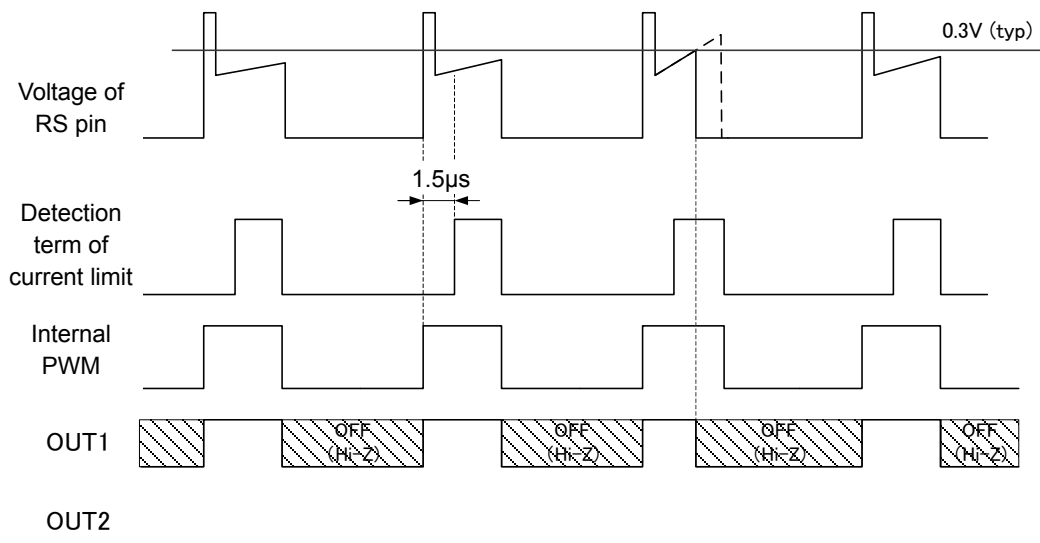 0.3V (typ)
Voltage of
RS pin
1.5µs
Detection
term of
current limit
Internal
PWM
OUT1
OFF
(Hi-Z)
OFF
(Hi-Z)
OFF
(Hi-Z)
OFF
(Hi-Z)
OUT2